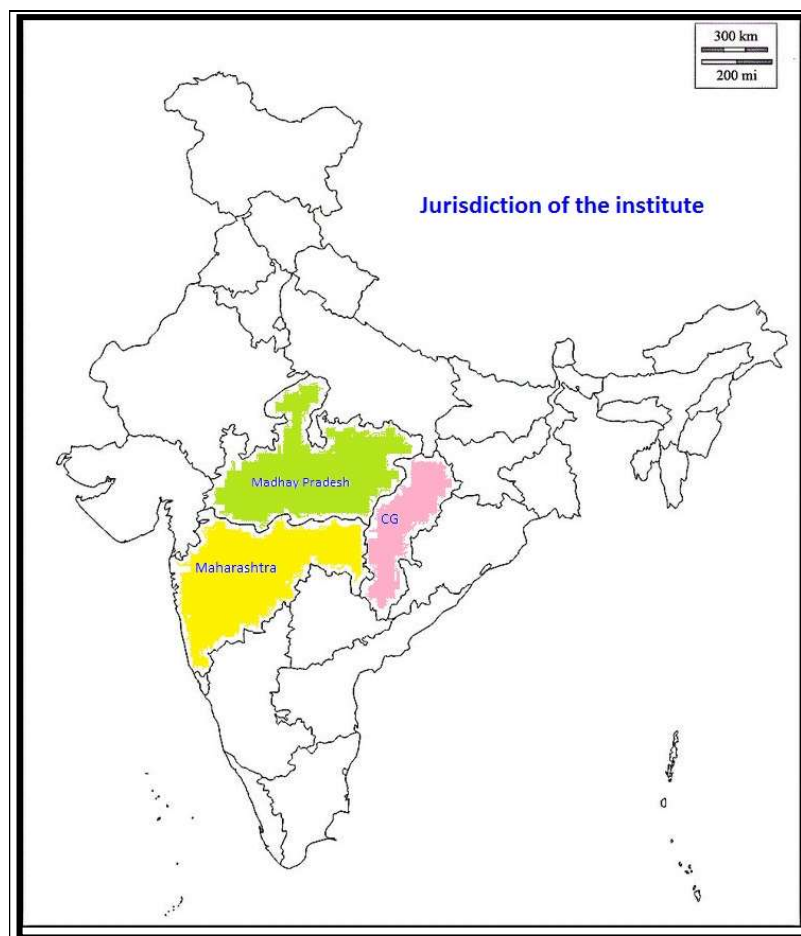 300 km
200 mi
Jurisdiction of the institute
Madhay Pradesh
CG
Maharashtra